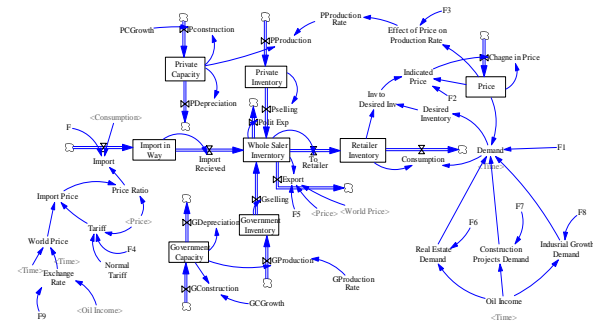 F3
PCGrowth
Pconstruction
PProduction
PProduction
Rate
Effect of Price on
Production Rate
Chagne in Price
Private
Capacity
Private
Inventory
Indicated
Price
Price
PDepreciation
Pselling
Inv to
Desired Inv
F2
Desired
Inventory
<Consumption>
Polit Exp
F
Import in
Way
Whole Saler
Inventory
Retailer
Inventory
Import
Import
Recieved
To
Retailer
Consumption
Demand
F1
<Time>
Export
Import Price
Price Ratio
Gselling
F5
<Price>
<World Price>
<Price>
Tariff
Government
Inventory
F6
F7
F8
World Price
F4
GDepreciation
Government
Capacity
<Time>
<Time>
Exchange
Rate
Normal
Tariff
GProduction
Real Estate
Demand
Construction
Projects Demand
Indusrial Growth
Demand
GConstruction
GProduction
Rate
F9
<Oil Income>
GCGrowth
Oil Income
<Time>